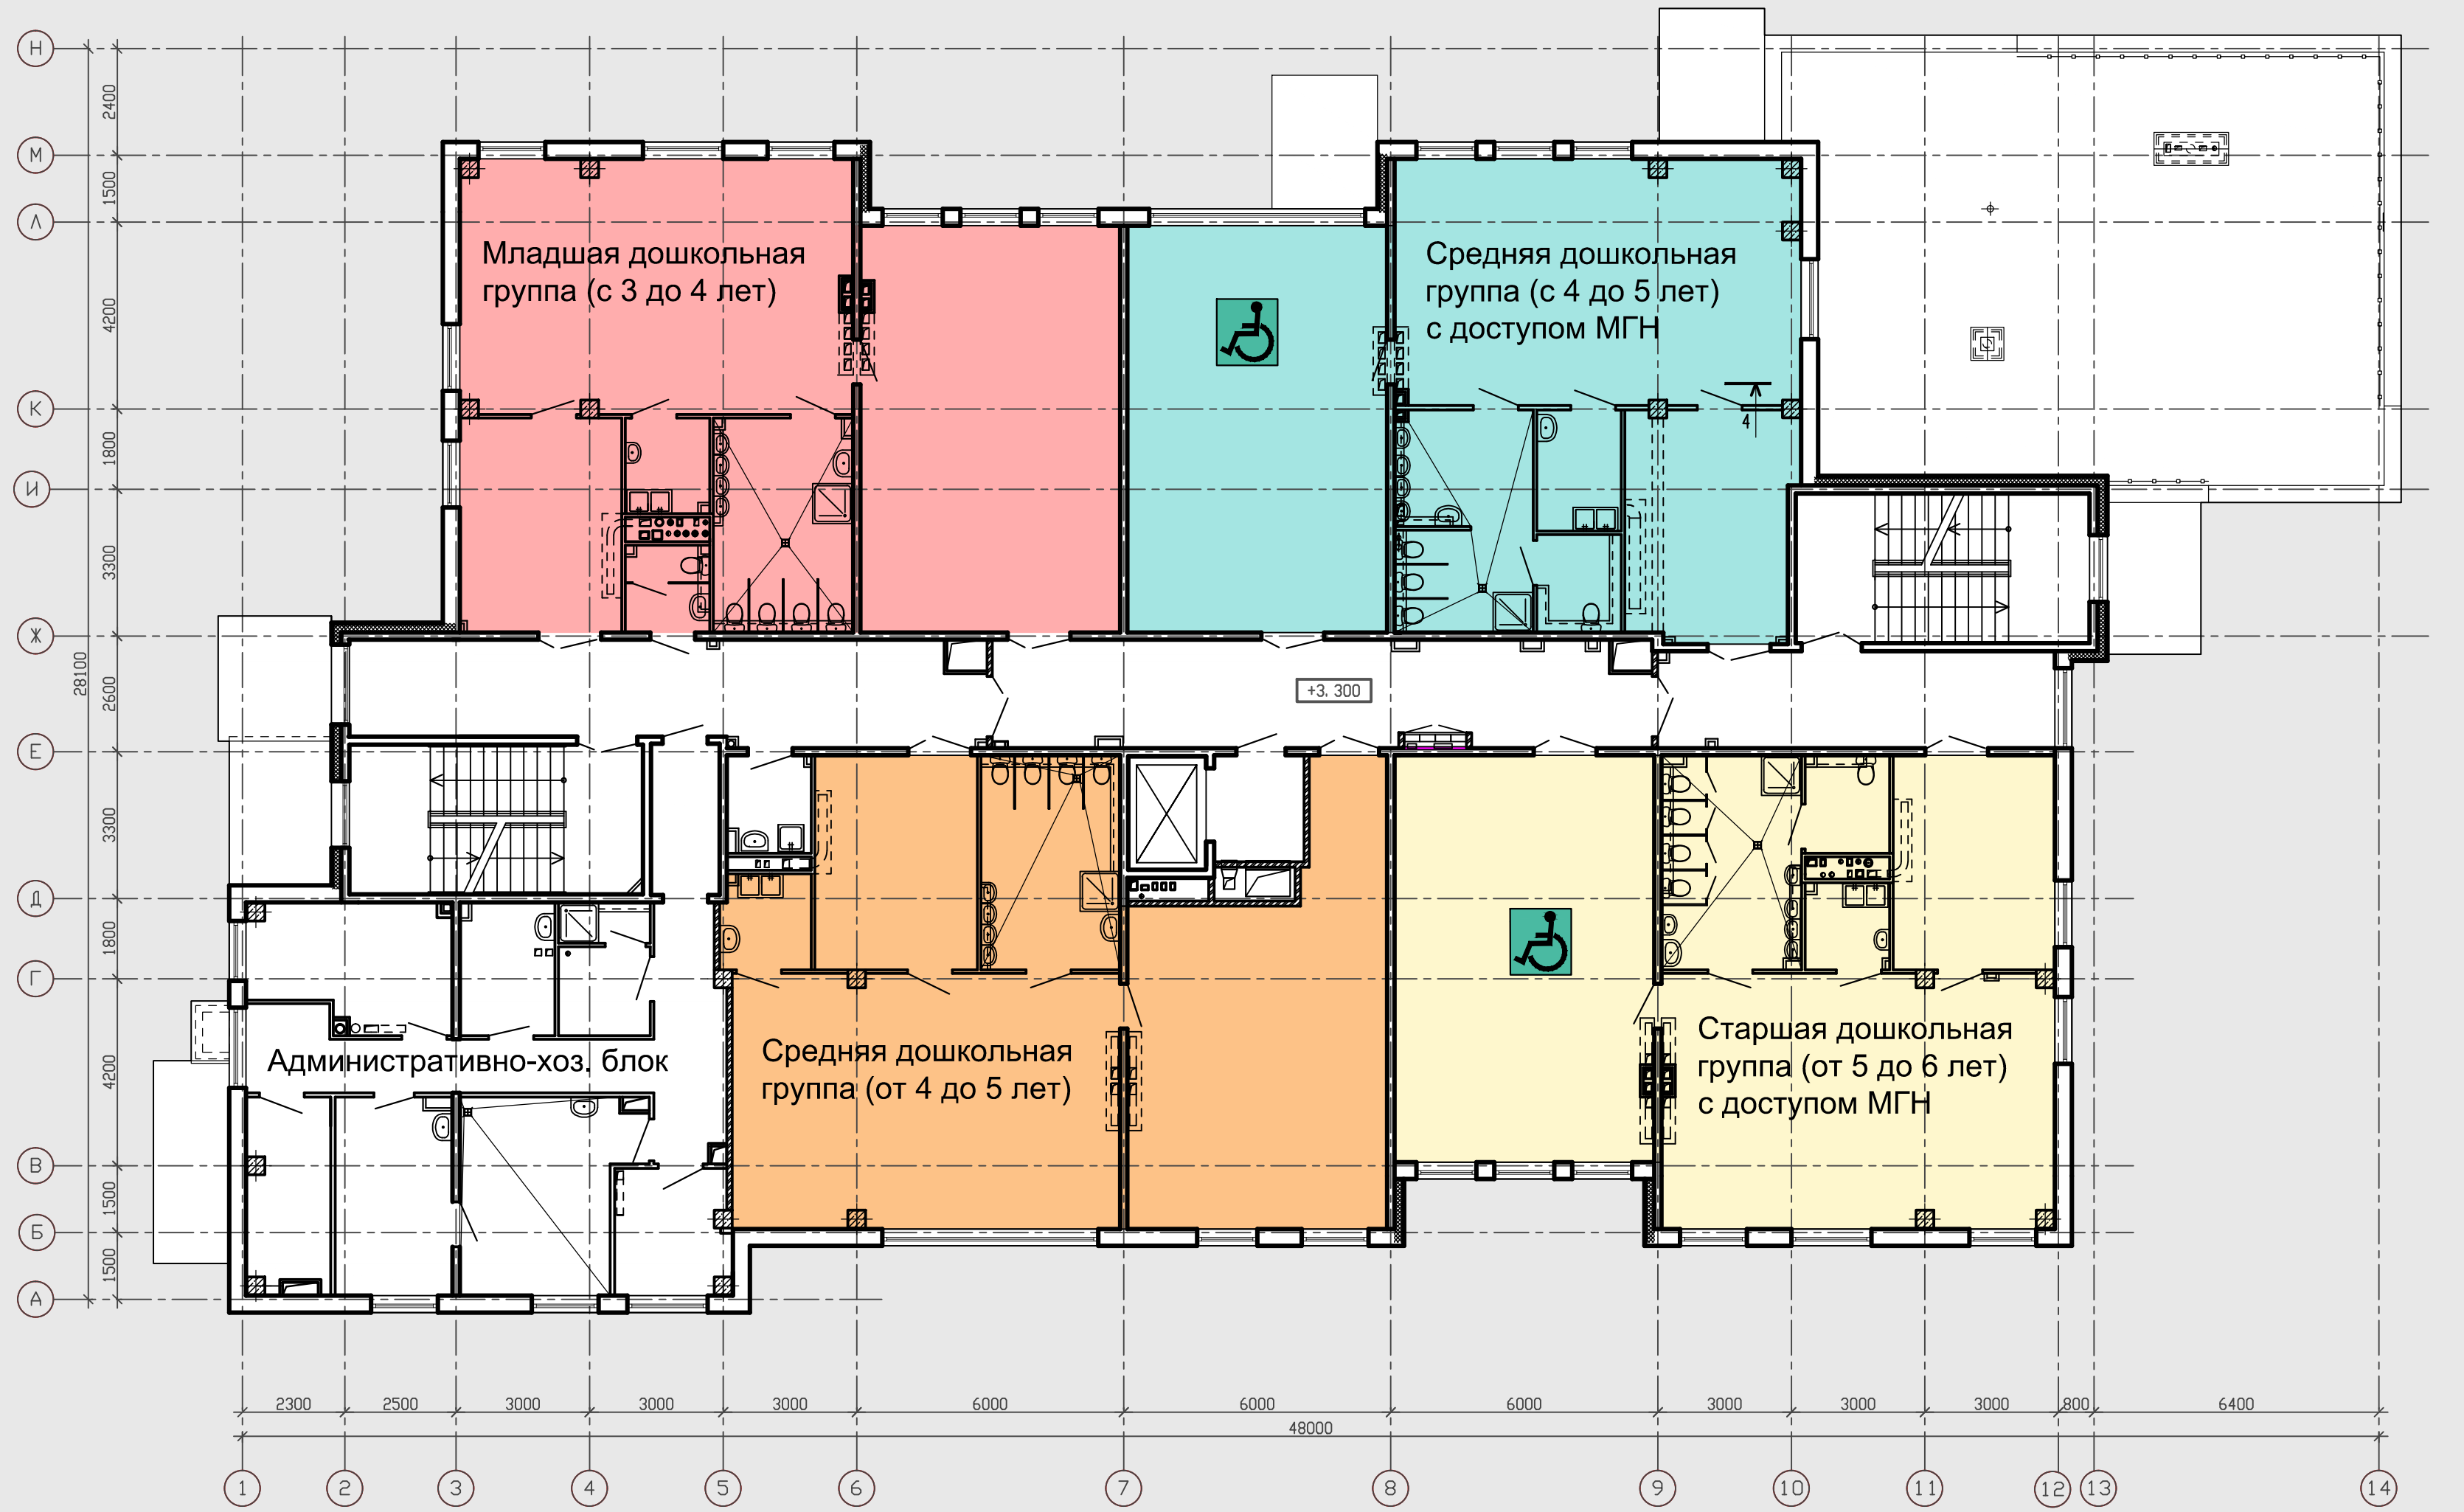 Н
2400
М
1500
Л
Младшая дошкольная
группа (с 3 до 4 лет)
Средняя дошкольная
группа (с 4 до 5 лет)
с доступом МГН
4200
К
4
1800
И
3300
Ж
28100
2600
+3. 300
Е
3300
Д
1800
Г
4200
Административно-хоз. блок
Средняя дошкольная
группа (от 4 до 5 лет)
Старшая дошкольная
группа (от 5 до 6 лет)
с доступом МГН
В
1500
Б
1500
А
2300 2500 3000 3000 3000 6000 6000 6000 3000 3000 3000 800 6400
48000
1 2 3 4 5 6 7 8 9 10 11 12 13 14